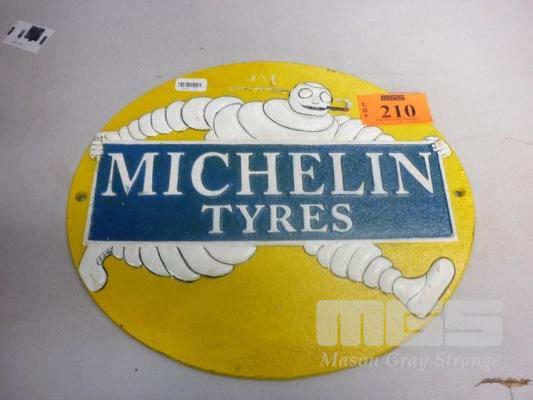 MGS
LOT 210
MICHELIN
TYRES
MGS
Mason Gray Strange